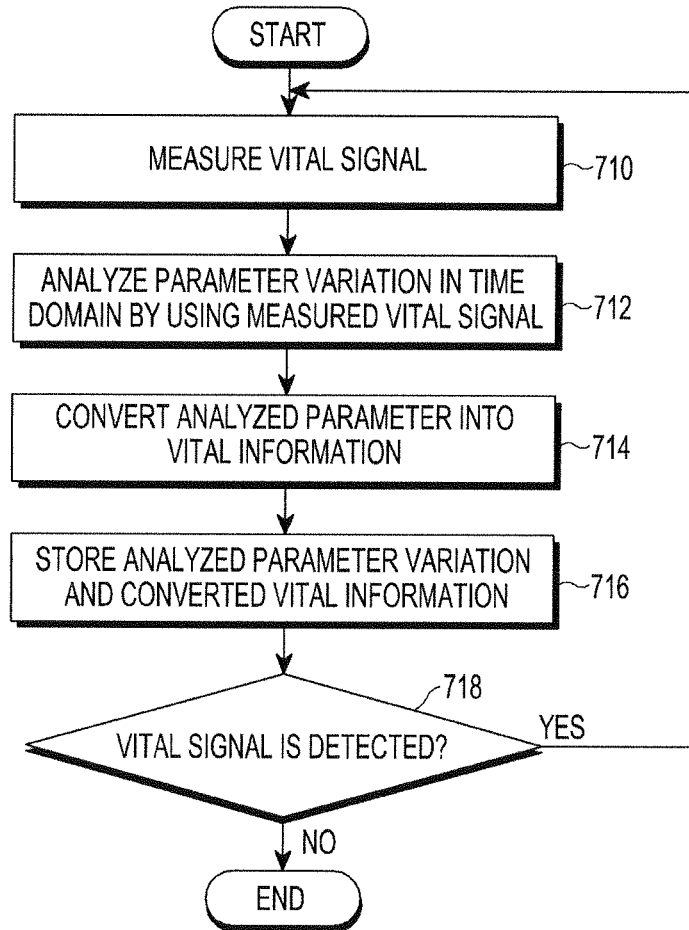 START
MEASURE VITAL SIGNAL
710
ANALYZE PARAMETER VARIATION IN TIME
DOMAIN BY USING MEASURED VITAL SIGNAL
712
CONVERT ANALYZED PARAMETER INTO
VITAL INFORMATION
714
STORE ANALYZED PARAMETER VARIATION
AND CONVERTED VITAL INFORMATION
716
718
VITAL SIGNAL IS DETECTED?
YES
NO
END